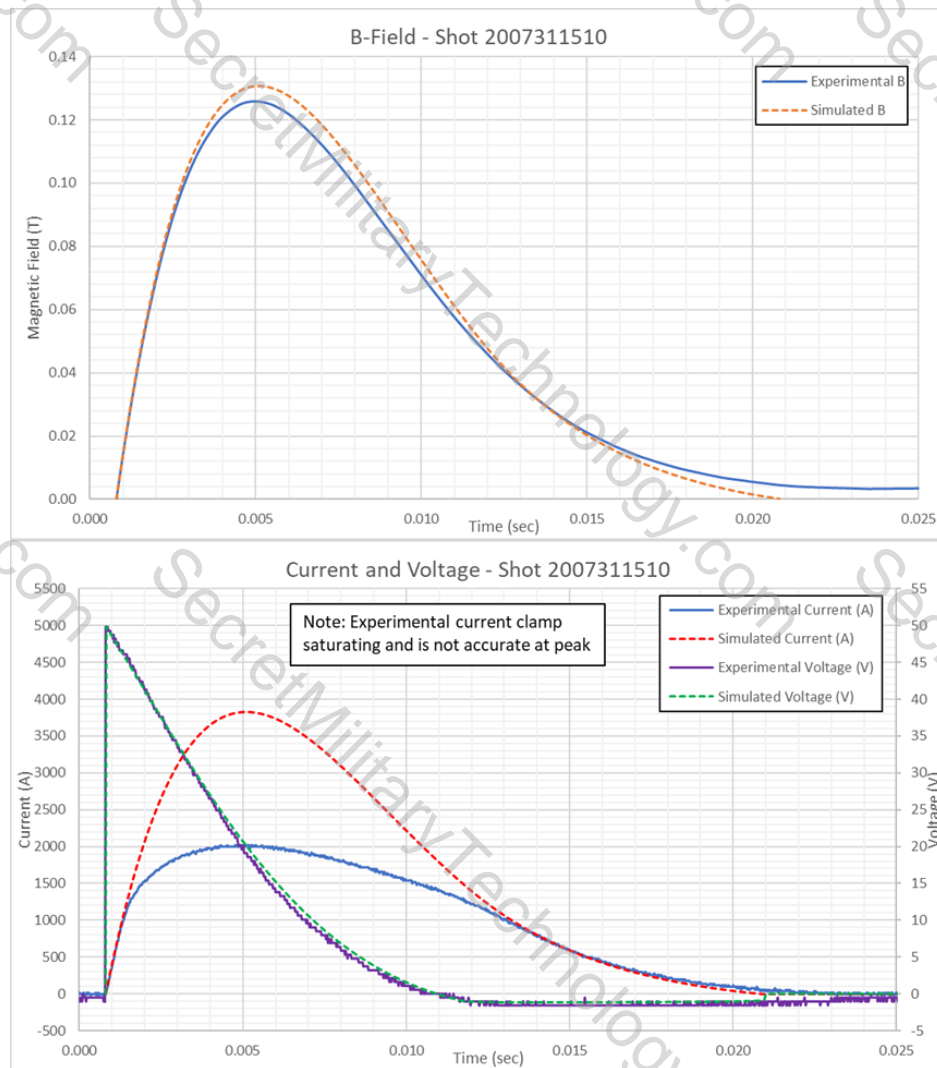 B-Field - Shot 2007311510
0.14
0.12
0.10
0.08
0.06
0.04
0.02
0.00
Magnetic Field (T)
Experimental B
Simulated B
0.000 0.005 0.010 0.015 0.020 0.025
Time (sec)
Current and Voltage - Shot 2007311510
5500
5000
4500
4000
3500
3000
2500
2000
1500
1000
500
0
-500
Current (A)
Note: Experimental current clamp
saturating and is not accurate at peak
Experimental Current (A)
Simulated Current (A)
Experimental Voltage (V)
Simulated Voltage (V)
55
50
45
40
35
30
25
20
15
10
5
0
-5
Voltage (V)
0.000 0.005 0.010 0.015 0.020 0.025
Time (sec)
SecretMilitaryTechnology.com
SecretMilitaryTechnology.com